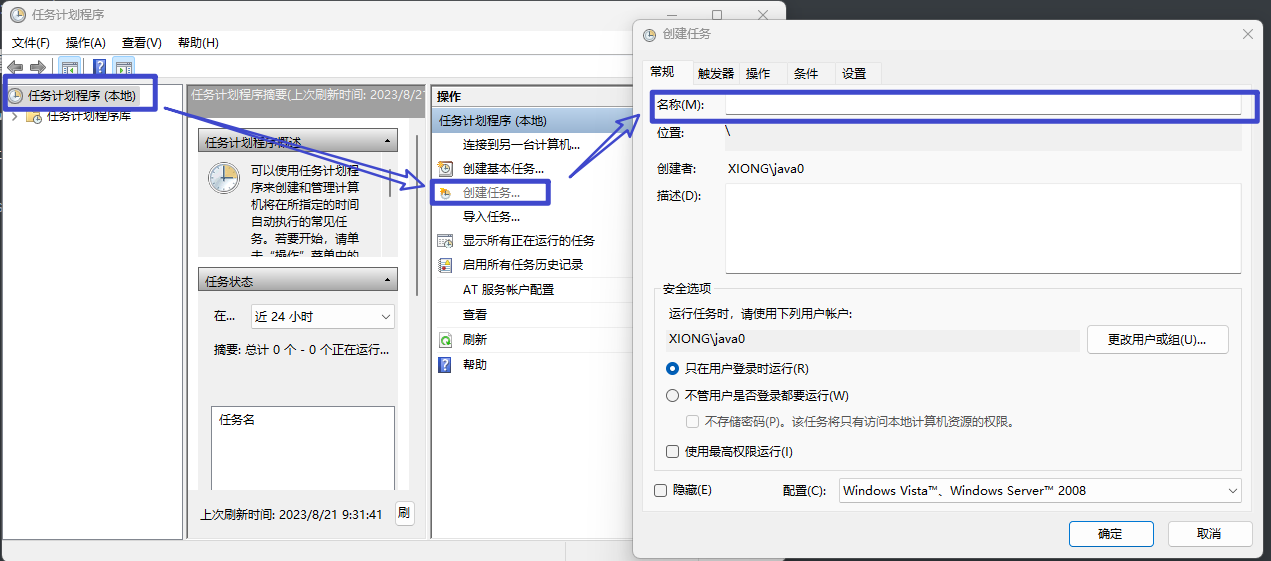 任务计划程序
文件(F) 操作(A) 查看(V) 帮助(H)
任务计划程序 (本地)
任务计划程序库
任务计划程序摘要(上次刷新时间: 2023/8/21
任务计划程序概述
可以使用任务计划程
序来创建和管理计算
机将在所指定的时间
自动执行的常见任
务。若要开始，请单
击“操作”菜单中的
任务状态
在... 近 24 小时
摘要: 总计 0 个 - 0 个正在运行...
任务名
上次刷新时间: 2023/8/21 9:31:41 刷
操作
任务计划程序 (本地)
连接到另一台计算机...
创建基本任务...
创建任务...
导入任务...
显示所有正在运行的任务
启用所有任务历史记录
AT 服务帐户配置
查看
刷新
帮助
创建任务
常规 触发器 操作 条件 设置
名称(M):
位置: \
创建者: XIONG\java0
描述(D):
安全选项
运行任务时，请使用下列用户帐户:
XIONG\java0 更改用户或组(U)...
只在用户登录时运行(R)
不管用户是否登录都要运行(W)
不存储密码(P)。该任务将只有访问本地计算机资源的权限。
使用最高权限运行(I)
隐藏(E) 配置(C): Windows Vista™、Windows Server™ 2008
确定 取消